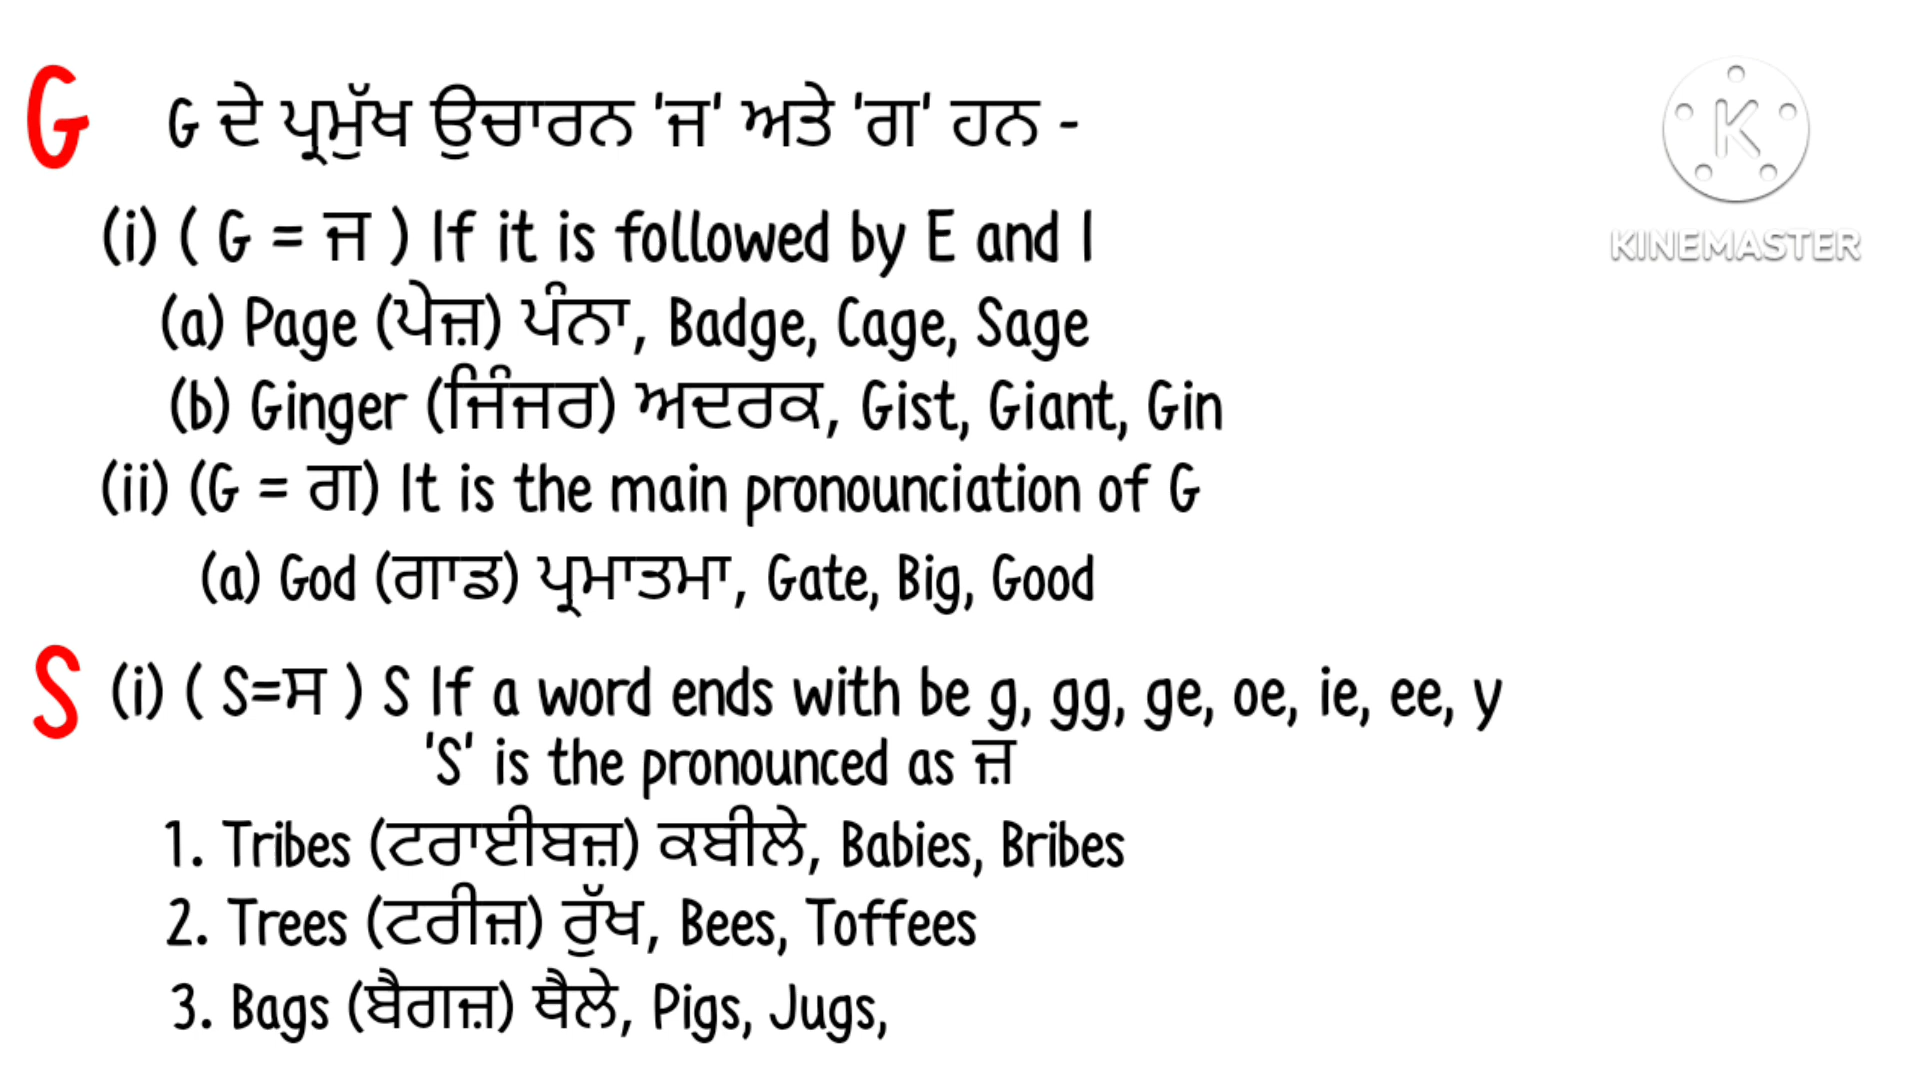 G G ਦੇ ਪ੍ਰਮੁੱਖ ਉਚਾਰਨ 'ਜ' ਅਤੇ 'ਗ' ਹਨ -
(i) ( G = ਜ ) If it is followed by E and I
(a) Page (ਪੇਜ਼) ਪੰਨਾ, Badge, Cage, Sage
(b) Ginger (ਜਿੰਜਰ) ਅਦਰਕ, Gist, Giant, Gin
(ii) (G = ਗ) It is the main pronounciation of G
(a) God (ਗਾਡ) ਪ੍ਰਮਾਤਮਾ, Gate, Big, Good
S (i) ( S=ਸ ) S If a word ends with be g, gg, ge, oe, ie, ee, y
'S' is the pronounced as ਜ਼
1. Tribes (ਟਰਾਈਬਜ਼) ਕਬੀਲੇ, Babies, Bribes
2. Trees (ਟਰੀਜ਼) ਰੁੱਖ, Bees, Toffees
3. Bags (ਬੈਗਜ਼) ਥੈਲੇ, Pigs, Jugs,
K
KINEMASTER